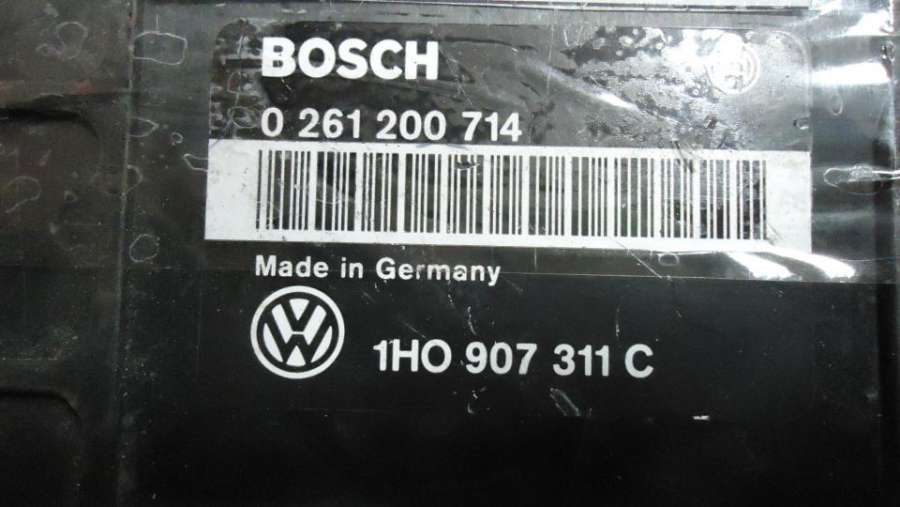 BOSCH
0 261 200 714
Made in Germany
1HO 907 311 C